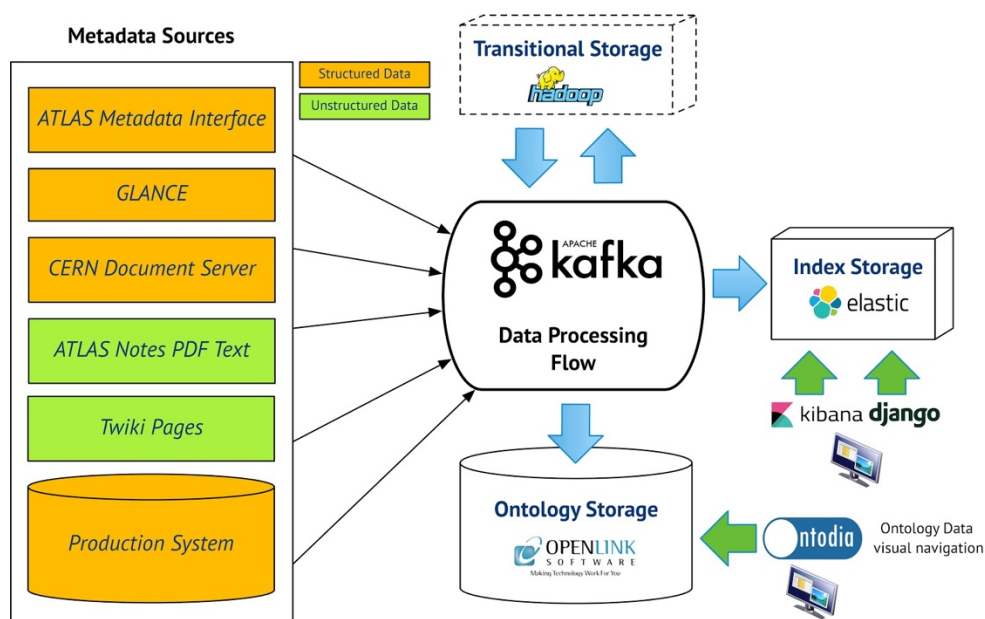 Metadata Sources
ATLAS Metadata Interface
GLANCE
CERN Document Server
ATLAS Notes PDF Text
Twiki Pages
Production System
Structured Data
Unstructured Data
Transitional Storage
hadoop
APACHE
kafka
Data Processing
Flow
Index Storage
elastic
kibana django
Ontology Storage
OPENLINK
SOFTWARE
Making Technology Work For You
ntodia
Ontology Data
visual navigation